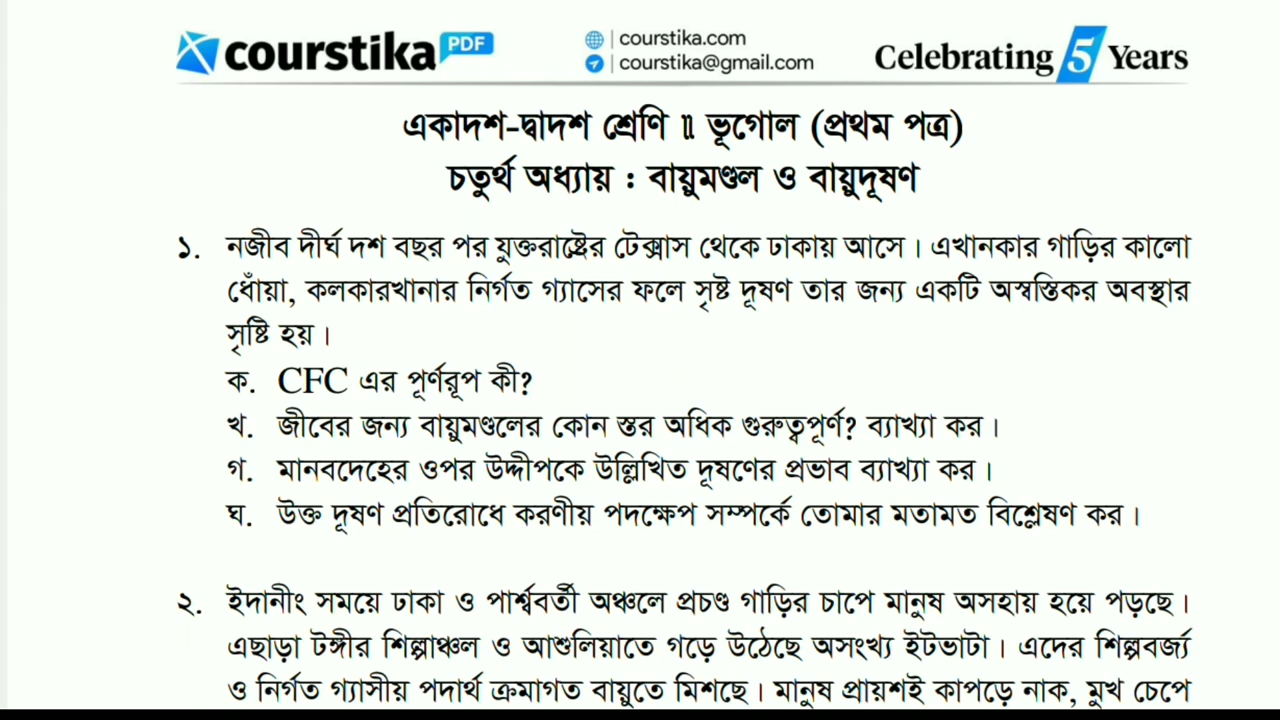 courstika PDF
courstika.com
courstika@gmail.com
Celebrating 5 Years
একাদশ-দ্বাদশ শ্রেণি ॥ ভূগোল (প্রথম পত্র)
চতুর্থ অধ্যায় : বায়ুমণ্ডল ও বায়ুদূষণ
১. নজীব দীর্ঘ দশ বছর পর যুক্তরাষ্ট্রের টেক্সাস থেকে ঢাকায় আসে। এখানকার গাড়ির কালো
ধোঁয়া, কলকারখানার নির্গত গ্যাসের ফলে সৃষ্ট দূষণ তার জন্য একটি অস্বস্তিকর অবস্থার
সৃষ্টি হয়।
ক. CFC এর পূর্ণরূপ কী?
খ. জীবের জন্য বায়ুমণ্ডলের কোন স্তর অধিক গুরুত্বপূর্ণ? ব্যাখ্যা কর।
গ. মানবদেহের ওপর উদ্দীপকে উল্লিখিত দূষণের প্রভাব ব্যাখ্যা কর।
ঘ. উক্ত দূষণ প্রতিরোধে করণীয় পদক্ষেপ সম্পর্কে তোমার মতামত বিশ্লেষণ কর।
২. ইদানীং সময়ে ঢাকা ও পার্শ্ববর্তী অঞ্চলে প্রচণ্ড গাড়ির চাপে মানুষ অসহায় হয়ে পড়ছে।
এছাড়া টঙ্গীর শিল্পাঞ্চল ও আশুলিয়াতে গড়ে উঠেছে অসংখ্য ইটভাটা। এদের শিল্পবর্জ্য
ও নির্গত গ্যাসীয় পদার্থ ক্রমাগত বায়ুতে মিশছে। মানুষ প্রায়শই কাপড়ে নাক, মুখ চেপে